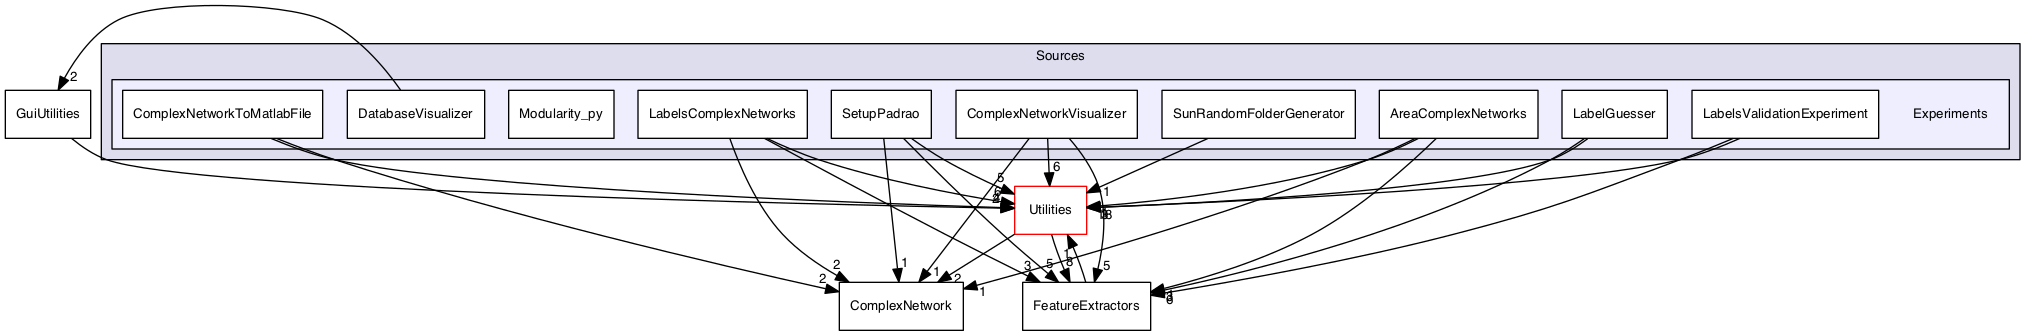 2
Sources
GuiUtilities
ComplexNetworkToMatlabFile
DatabaseVisualizer
Modularity_py
LabelsComplexNetworks
SetupPadrao
ComplexNetworkVisualizer
SunRandomFolderGenerator
AreaComplexNetworks
LabelGuesser
LabelsValidationExperiment
Experiments
6
5
1
Utilities
2
2
1
1
2
1
3
5
8
1
5
ComplexNetwork
FeatureExtractors